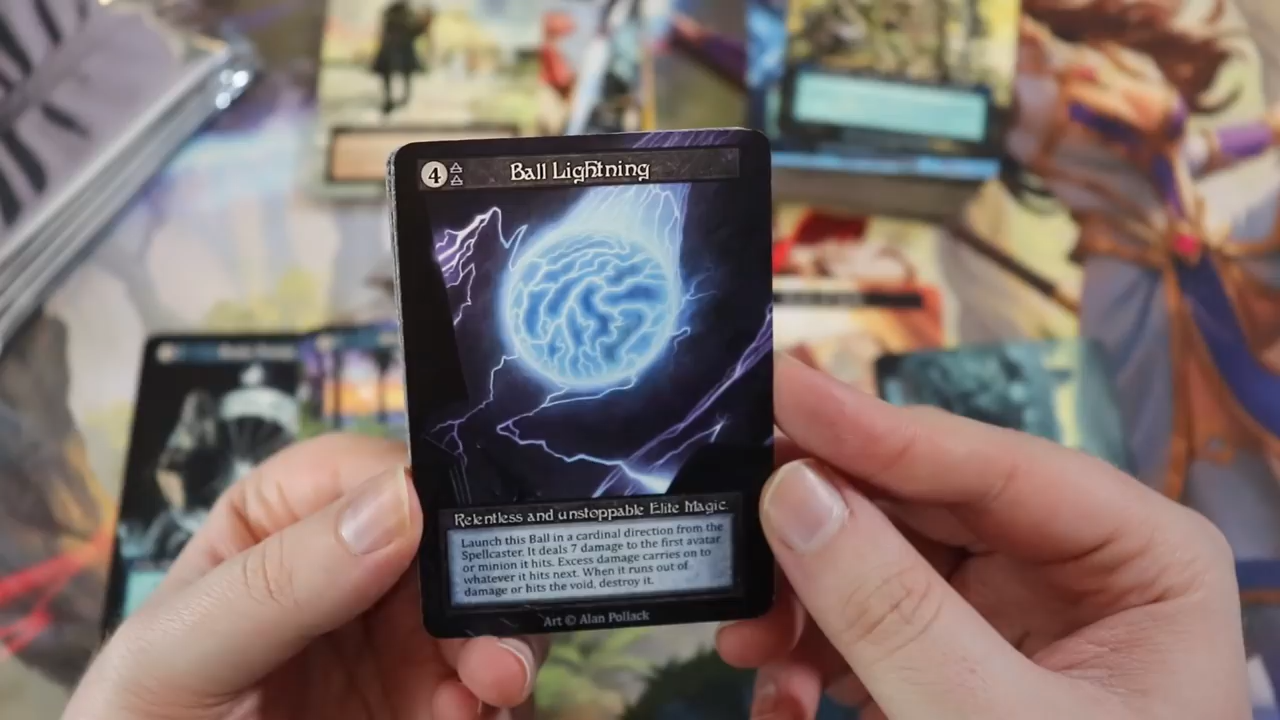 4
Ball Lightning
Relentless and unstoppable Elite Magic.
Launch this Ball in a cardinal direction from the
Spellcaster. It deals 7 damage to the first avatar
or minion it hits. Excess damage carries on to
whatever it hits next. When it runs out of
damage or hits the void, destroy it.
Art © Alan Pollack